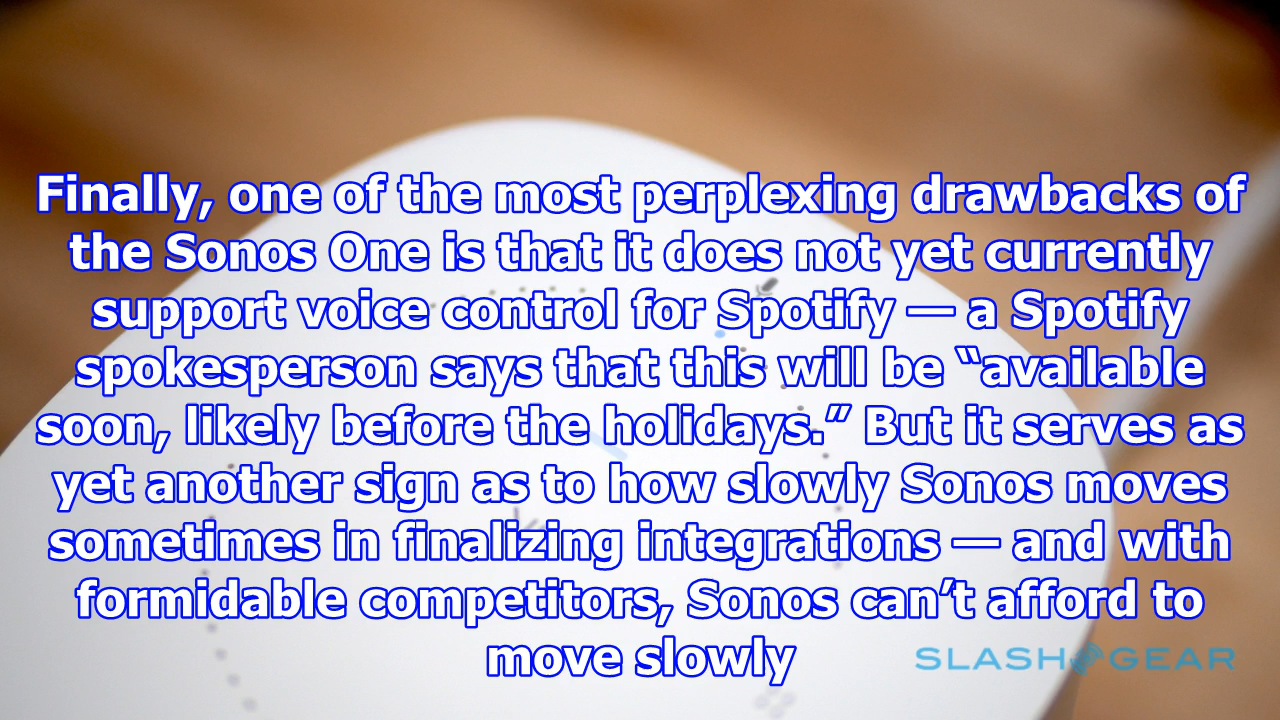 Finally, one of the most perplexing drawbacks of
the Sonos One is that it does not yet currently
support voice control for Spotify — a Spotify
spokesperson says that this will be “available
soon, likely before the holidays.” But it serves as
yet another sign as to how slowly Sonos moves
sometimes in finalizing integrations — and with
formidable competitors, Sonos can’t afford to
move slowly
SLASHGEAR